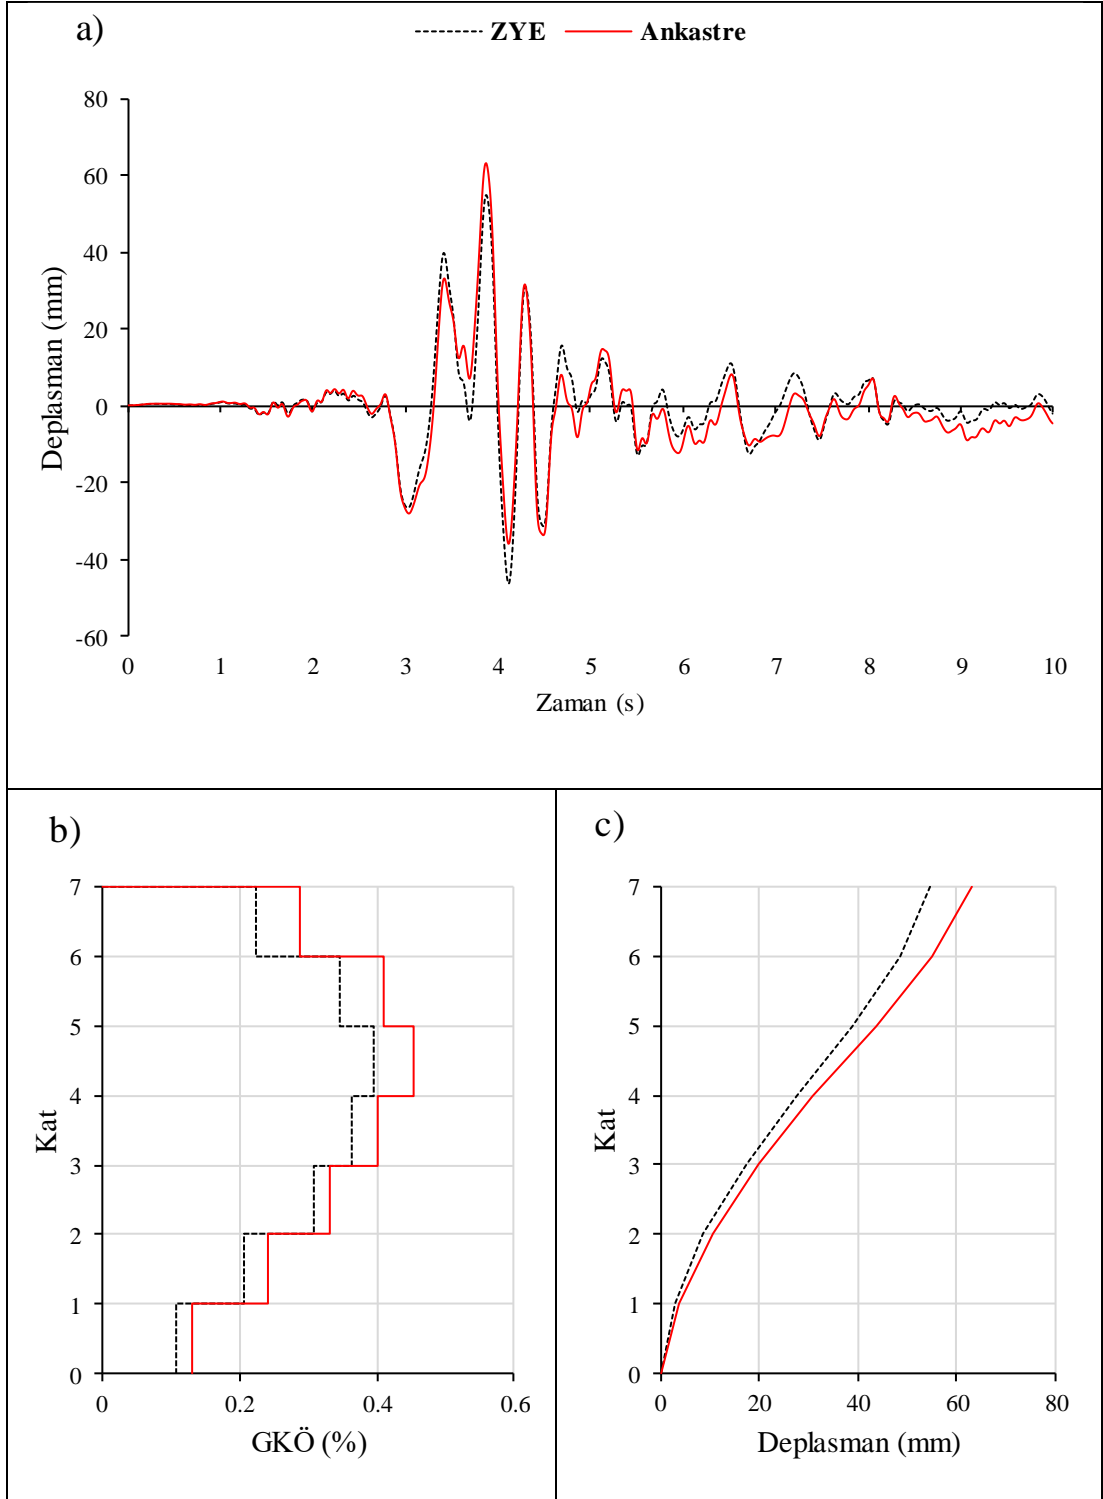 a)
ZYE Ankastre
80
60
40
20
0
-20
-40
-60
Deplasman (mm)
0 1 2 3 4 5 6 7 8 9 10
Zaman (s)
b)
7
6
5
4
3
2
1
0
Kat
0 0.2 0.4 0.6
GKÖ (%)
c)
7
6
5
4
3
2
1
0
Kat
0 20 40 60 80
Deplasman (mm)